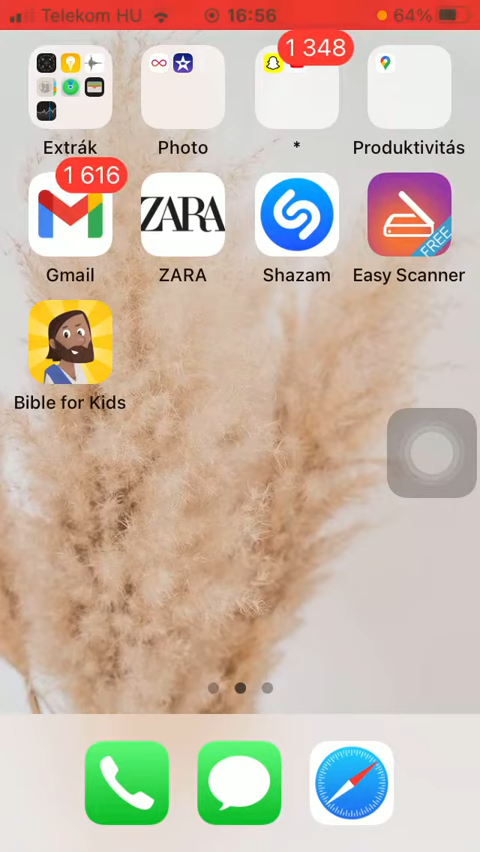 Telekom HU 16:56 64%
1 348
Extrák Photo * Produktivitás
1 616
ZARA
FREE
Gmail ZARA Shazam Easy Scanner
Bible for Kids